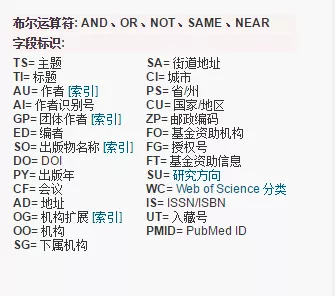 布尔运算符: AND、OR、NOT、SAME、NEAR
字段标识:
TS= 主题
TI= 标题
AU= 作者 [索引]
AI= 作者识别号
GP= 团体作者 [索引]
ED= 编者
SO= 出版物名称 [索引]
DO= DOI
PY= 出版年
CF= 会议
AD= 地址
OG= 机构扩展 [索引]
OO= 机构
SG= 下属机构
SA= 街道地址
CI= 城市
PS= 省/州
CU= 国家/地区
ZP= 邮政编码
FO= 基金资助机构
FG= 授权号
FT= 基金资助信息
SU= 研究方向
WC= Web of Science 分类
IS= ISSN/ISBN
UT= 入藏号
PMID= PubMed ID